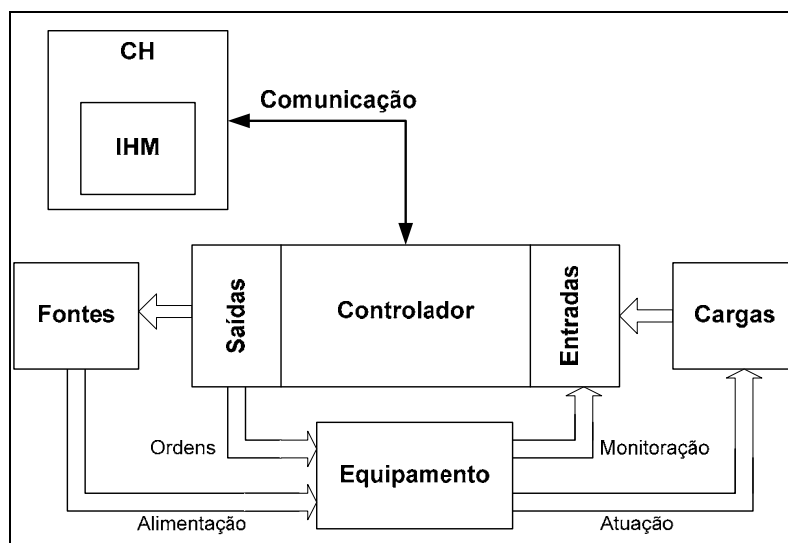 CH
IHM
Comunicação
Fontes
Saídas
Controlador
Entradas
Cargas
Ordens
Equipamento
Monitoração
Alimentação
Atuação